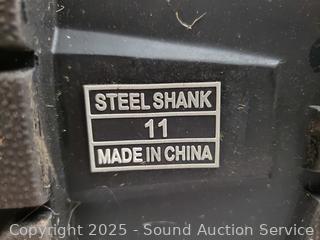 STEEL SHANK
11
MADE IN CHINA
Copyright 2025 - Sound Auction Service